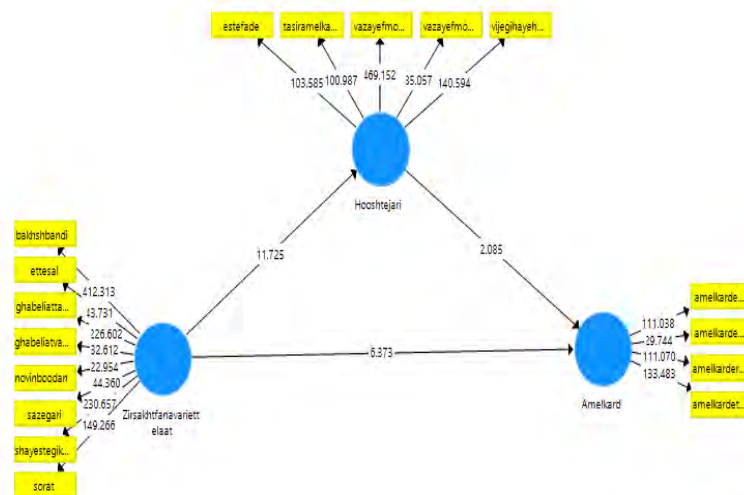 estefade
tasiramelka...
vazayefmo...
vazayefmo...
vijegihayeh...
103.585
100.987
469.152
35.057
140.594
Hooshtejari
bakhshbandi
ettesal
ghabeliatta...
ghabeliatva...
novinboodan
sazegari
shayestegik...
sorat
412.313
43.731
226.602
32.612
22.954
44.360
230.657
149.266
Zirsakhtfanavariett
elaat
11.725
2.085
6.373
Amelkard
111.038
29.744
111.070
133.483
amelkarde...
amelkarde...
amelkarder...
amelkardet...